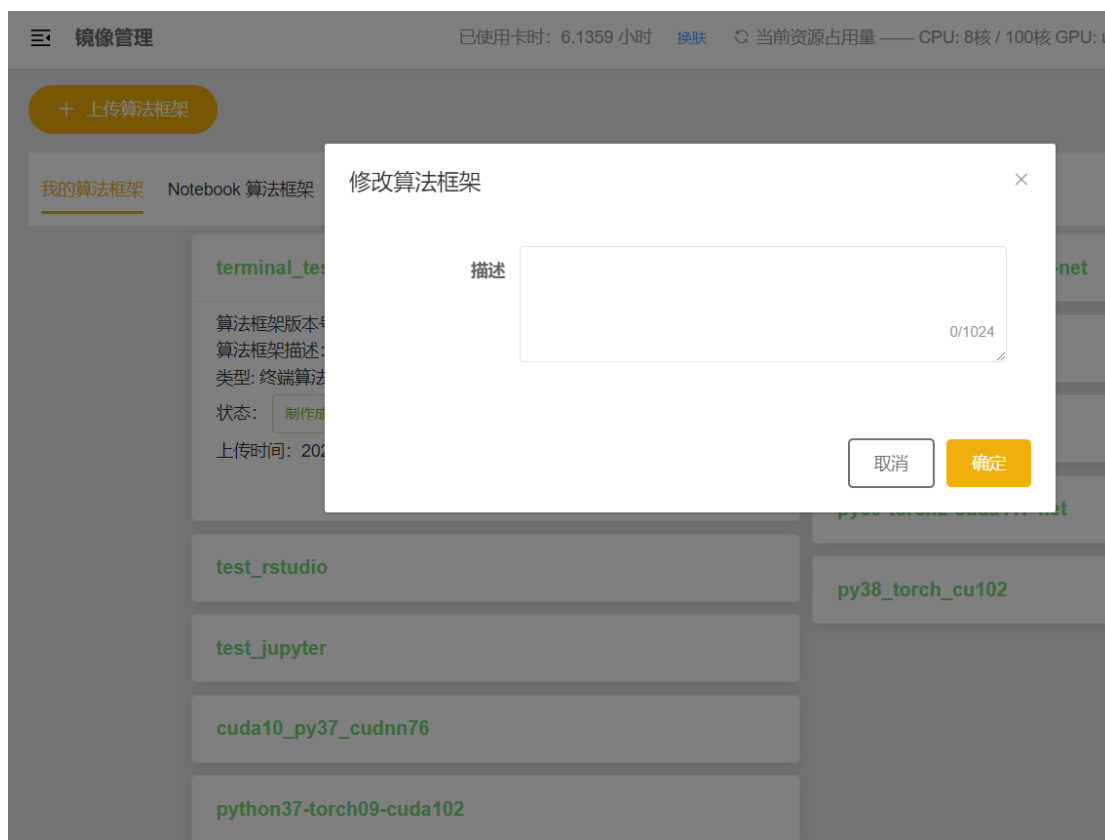 镜像管理 已使用卡时：6.1359 小时 换肤 当前资源占用量 —— CPU: 8核 / 100核 GPU:
+ 上传算法框架
我的算法框架 Notebook 算法框架
修改算法框架
描述
0/1024
取消 确定
terminal_tes
算法框架版本号
算法框架描述:
类型: 终端算法
状态： 制作成
上传时间：202
test_rstudio
test_jupyter
cuda10_py37_cudnn76
python37-torch09-cuda102
-net
py38_torch_cu102